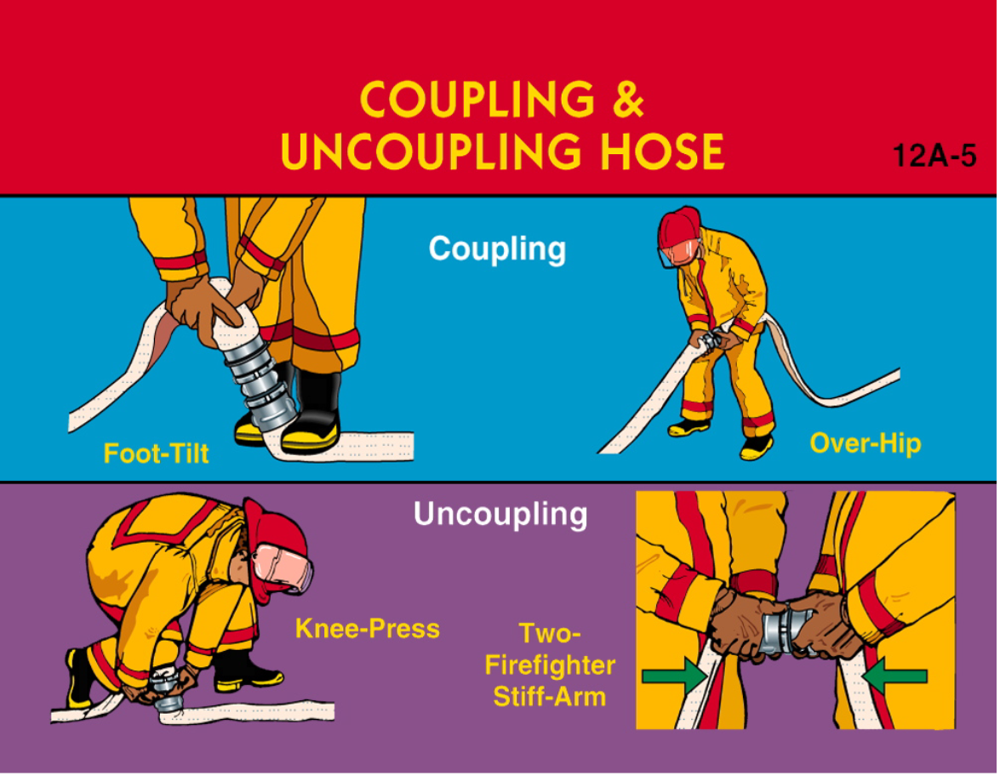 COUPLING &
UNCOUPLING HOSE
12A-5
Coupling
Foot-Tilt
Over-Hip
Uncoupling
Knee-Press
Two-
Firefighter
Stiff-Arm